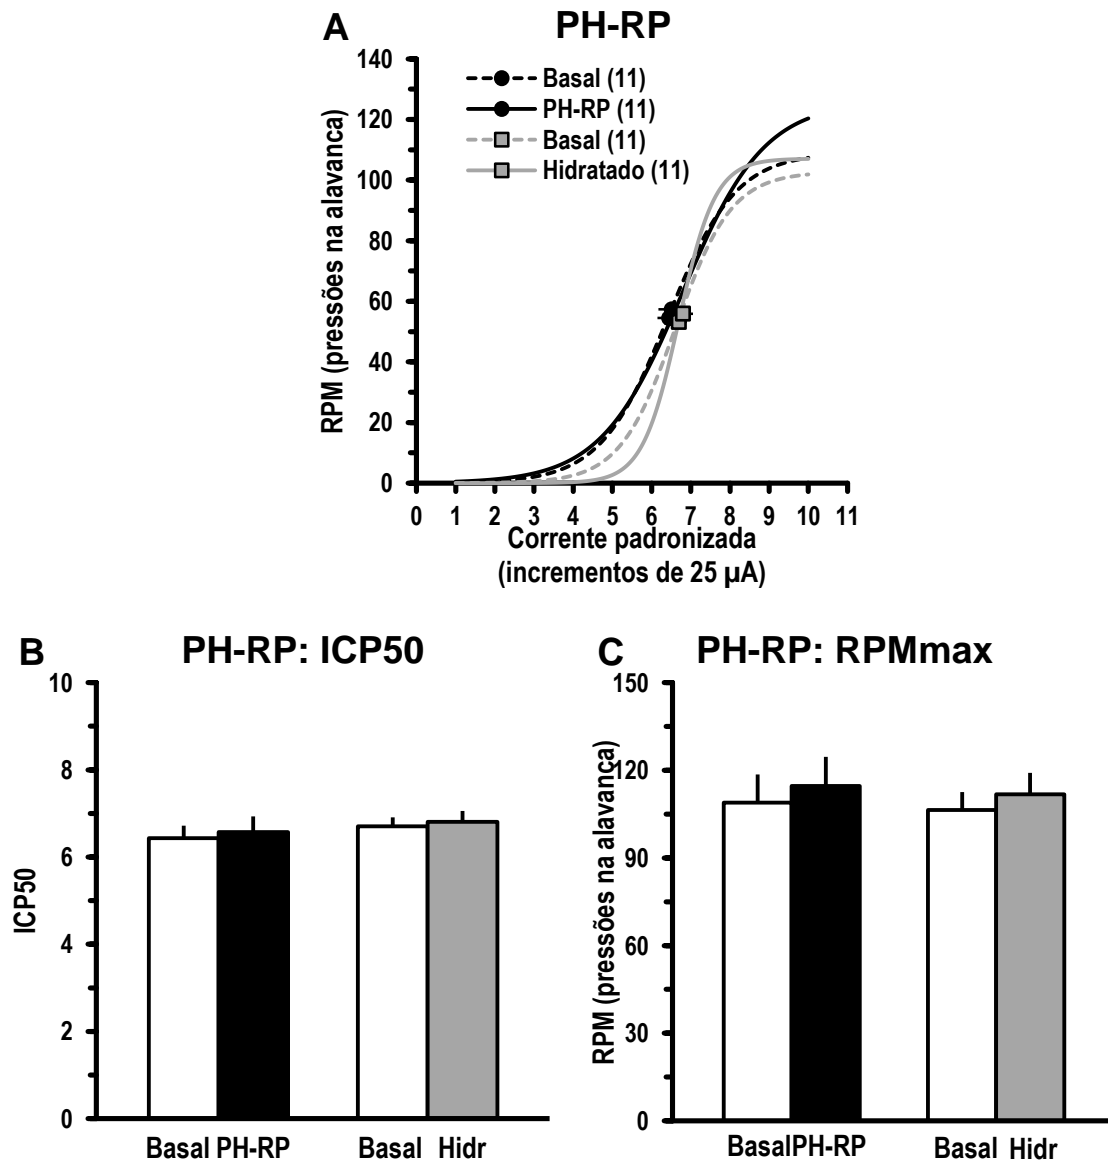 A PH-RP
140
120
100
80
60
40
20
0
RPM (pressões na alavanca)
Basal (11)
PH-RP (11)
Basal (11)
Hidratado (11)
0 1 2 3 4 5 6 7 8 9 10 11
Corrente padronizada
(incrementos de 25 µA)
B PH-RP: ICP50
10
8
6
4
2
0
ICP50
Basal PH-RP Basal Hidr
C PH-RP: RPMmax
150
120
90
60
30
0
RPM (pressões na alavança)
Basal PH-RP Basal Hidr